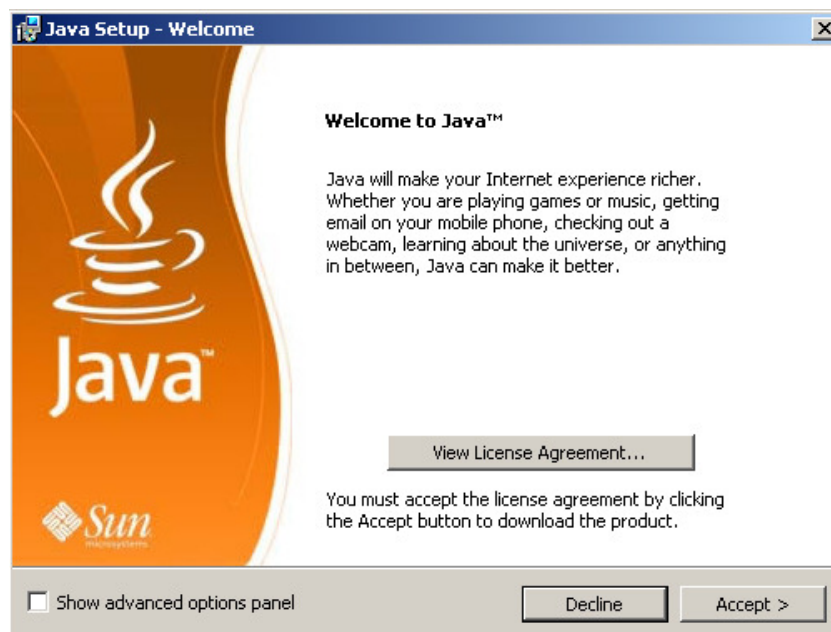 Java Setup - Welcome
Java™
Sun
microsystems
Welcome to Java™
Java will make your Internet experience richer.
Whether you are playing games or music, getting
email on your mobile phone, checking out a
webcam, learning about the universe, or anything
in between, Java can make it better.
View License Agreement...
You must accept the license agreement by clicking
the Accept button to download the product.
Show advanced options panel
Decline
Accept >